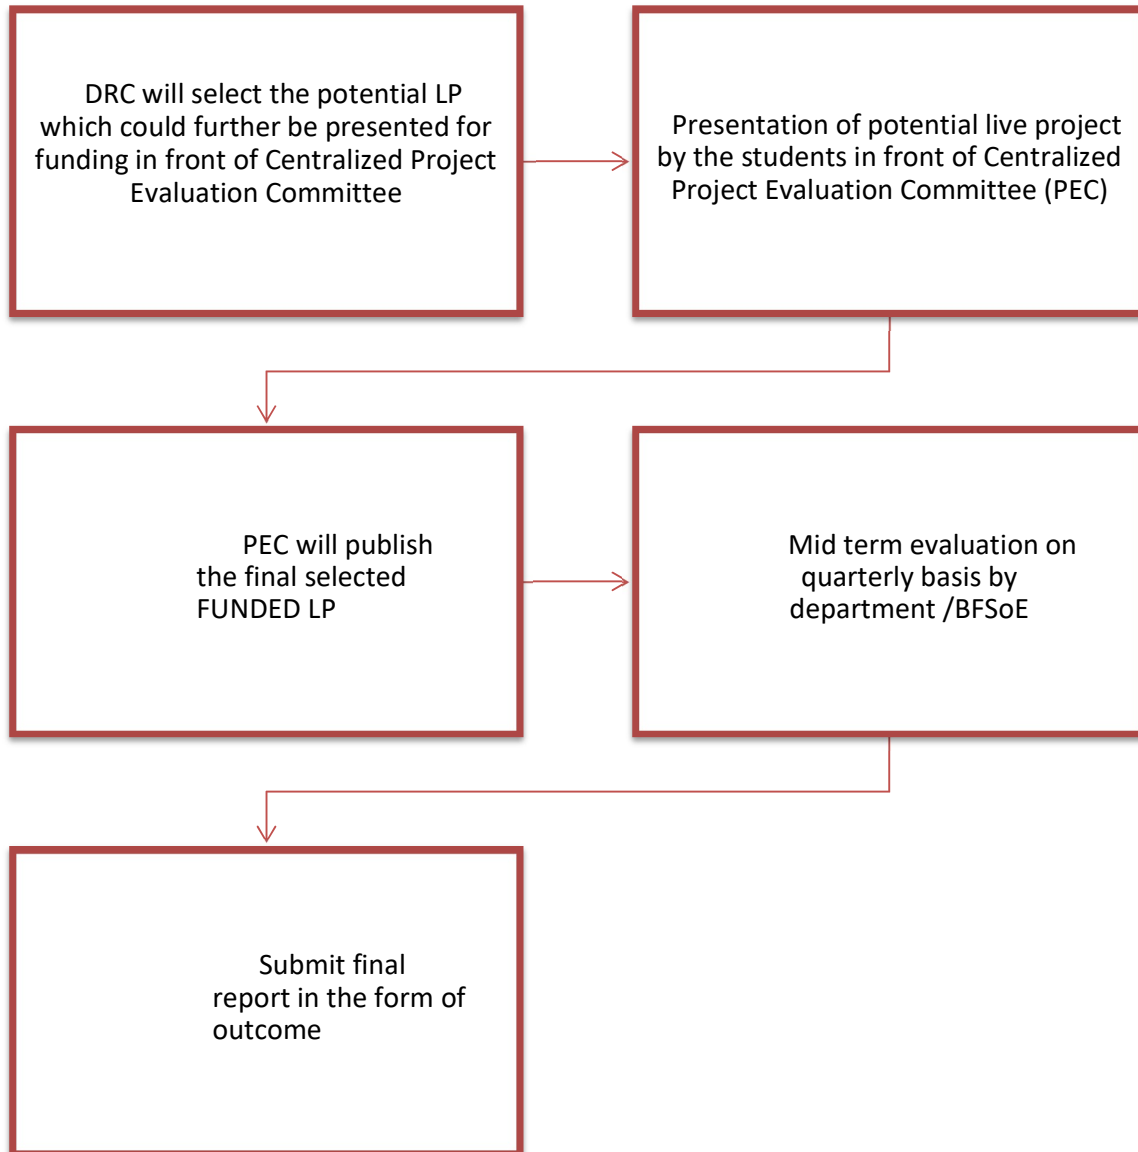 DRC will select the potential LP
which could further be presented for
funding in front of Centralized Project
Evaluation Committee
Presentation of potential live project
by the students in front of Centralized
Project Evaluation Committee (PEC)
PEC will publish
the final selected
FUNDED LP
Mid term evaluation on
quarterly basis by
department /BFSoE
Submit final
report in the form of
outcome